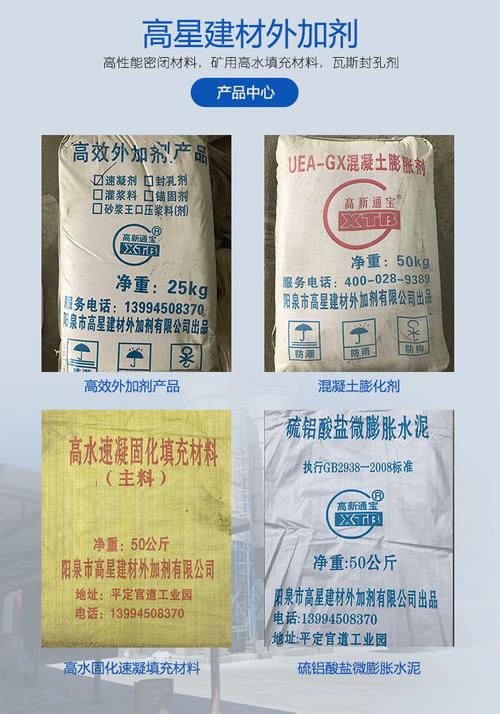 高星建材外加剂
高性能密闭材料，矿用高水填充材料，瓦斯封孔剂
产品中心
高效外加剂产品
☑速凝剂 □封孔剂
□灌浆料 □锚固剂
□砂浆王口压浆料(剂)
高新通宝
XTB
净重：25kg
服务电话：13994508370
阳泉市高星建材外加剂有限公司出品
防潮
防雨
防钩
高效外加剂产品
UEA-GX混凝土膨胀剂
高新通宝
XTB
净重：50kg
服务电话：400-028-9389
阳泉市高星建材外加剂有限公司出品
防潮
防雨
防钩
混凝土膨化剂
高水速凝固化填充材料
（主料）
净重：50公斤
阳泉市高星建材外加剂有限公司
地址：平定官道工业园
电话：13994508370
高水固化速凝填充材料
硫铝酸盐微膨胀水泥
执行GB2938-2008标准
高新通宝®
XTB
净重:50公斤
阳泉市高星建材外加剂有限公司出品
电话：13994508370
地址:平定官道工业园
硫铝酸盐微膨胀水泥